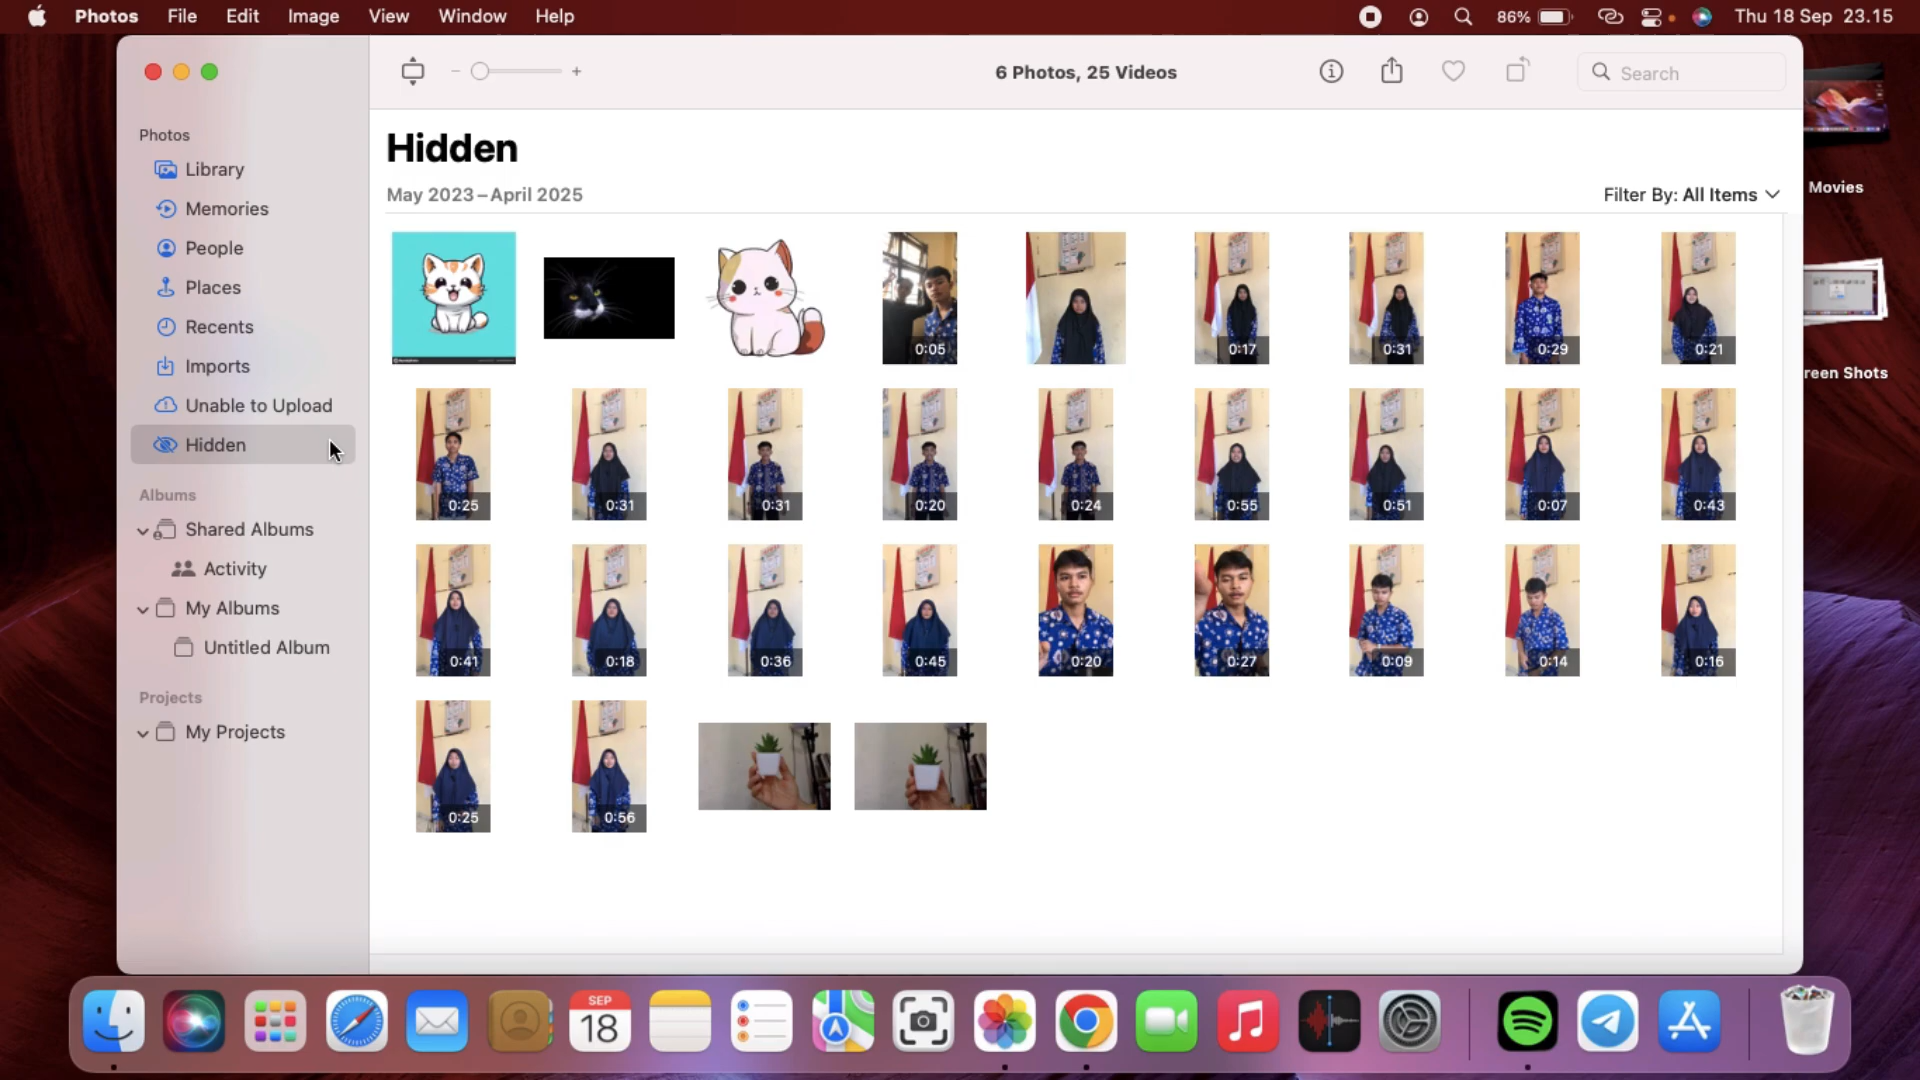 Photos File Edit Image View Window Help 86% Thu 18 Sep 23.15
6 Photos, 25 Videos
Search
Photos
Library
Memories
People
Places
Recents
Imports
Unable to Upload
Hidden
Albums
Shared Albums
Activity
My Albums
Untitled Album
Projects
My Projects
Hidden
May 2023–April 2025
Filter By: All Items
0:05 0:17 0:31 0:29 0:21
0:25 0:31 0:31 0:20 0:24 0:55 0:51 0:07 0:43
0:41 0:18 0:36 0:45 0:20 0:27 0:09 0:14 0:16
0:25 0:56
Movies
reen Shots
SEP
18